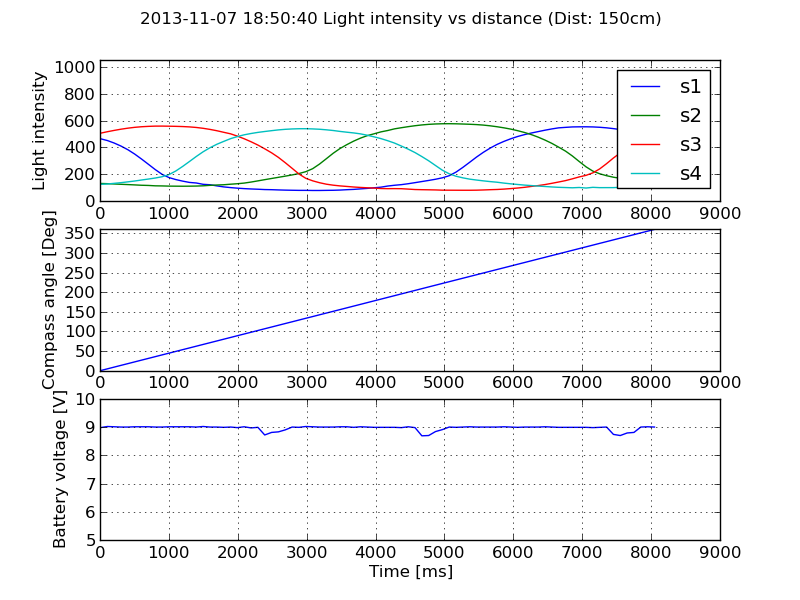 2013-11-07 18:50:40 Light intensity vs distance (Dist: 150cm)
Light intensity
1000
800
600
400
200
0
s1
s2
s3
s4
0 1000 2000 3000 4000 5000 6000 7000 8000 9000
Compass angle [Deg]
350
300
250
200
150
100
50
0
0 1000 2000 3000 4000 5000 6000 7000 8000 9000
Battery voltage [V]
10
9
8
7
6
5
0 1000 2000 3000 4000 5000 6000 7000 8000 9000
Time [ms]